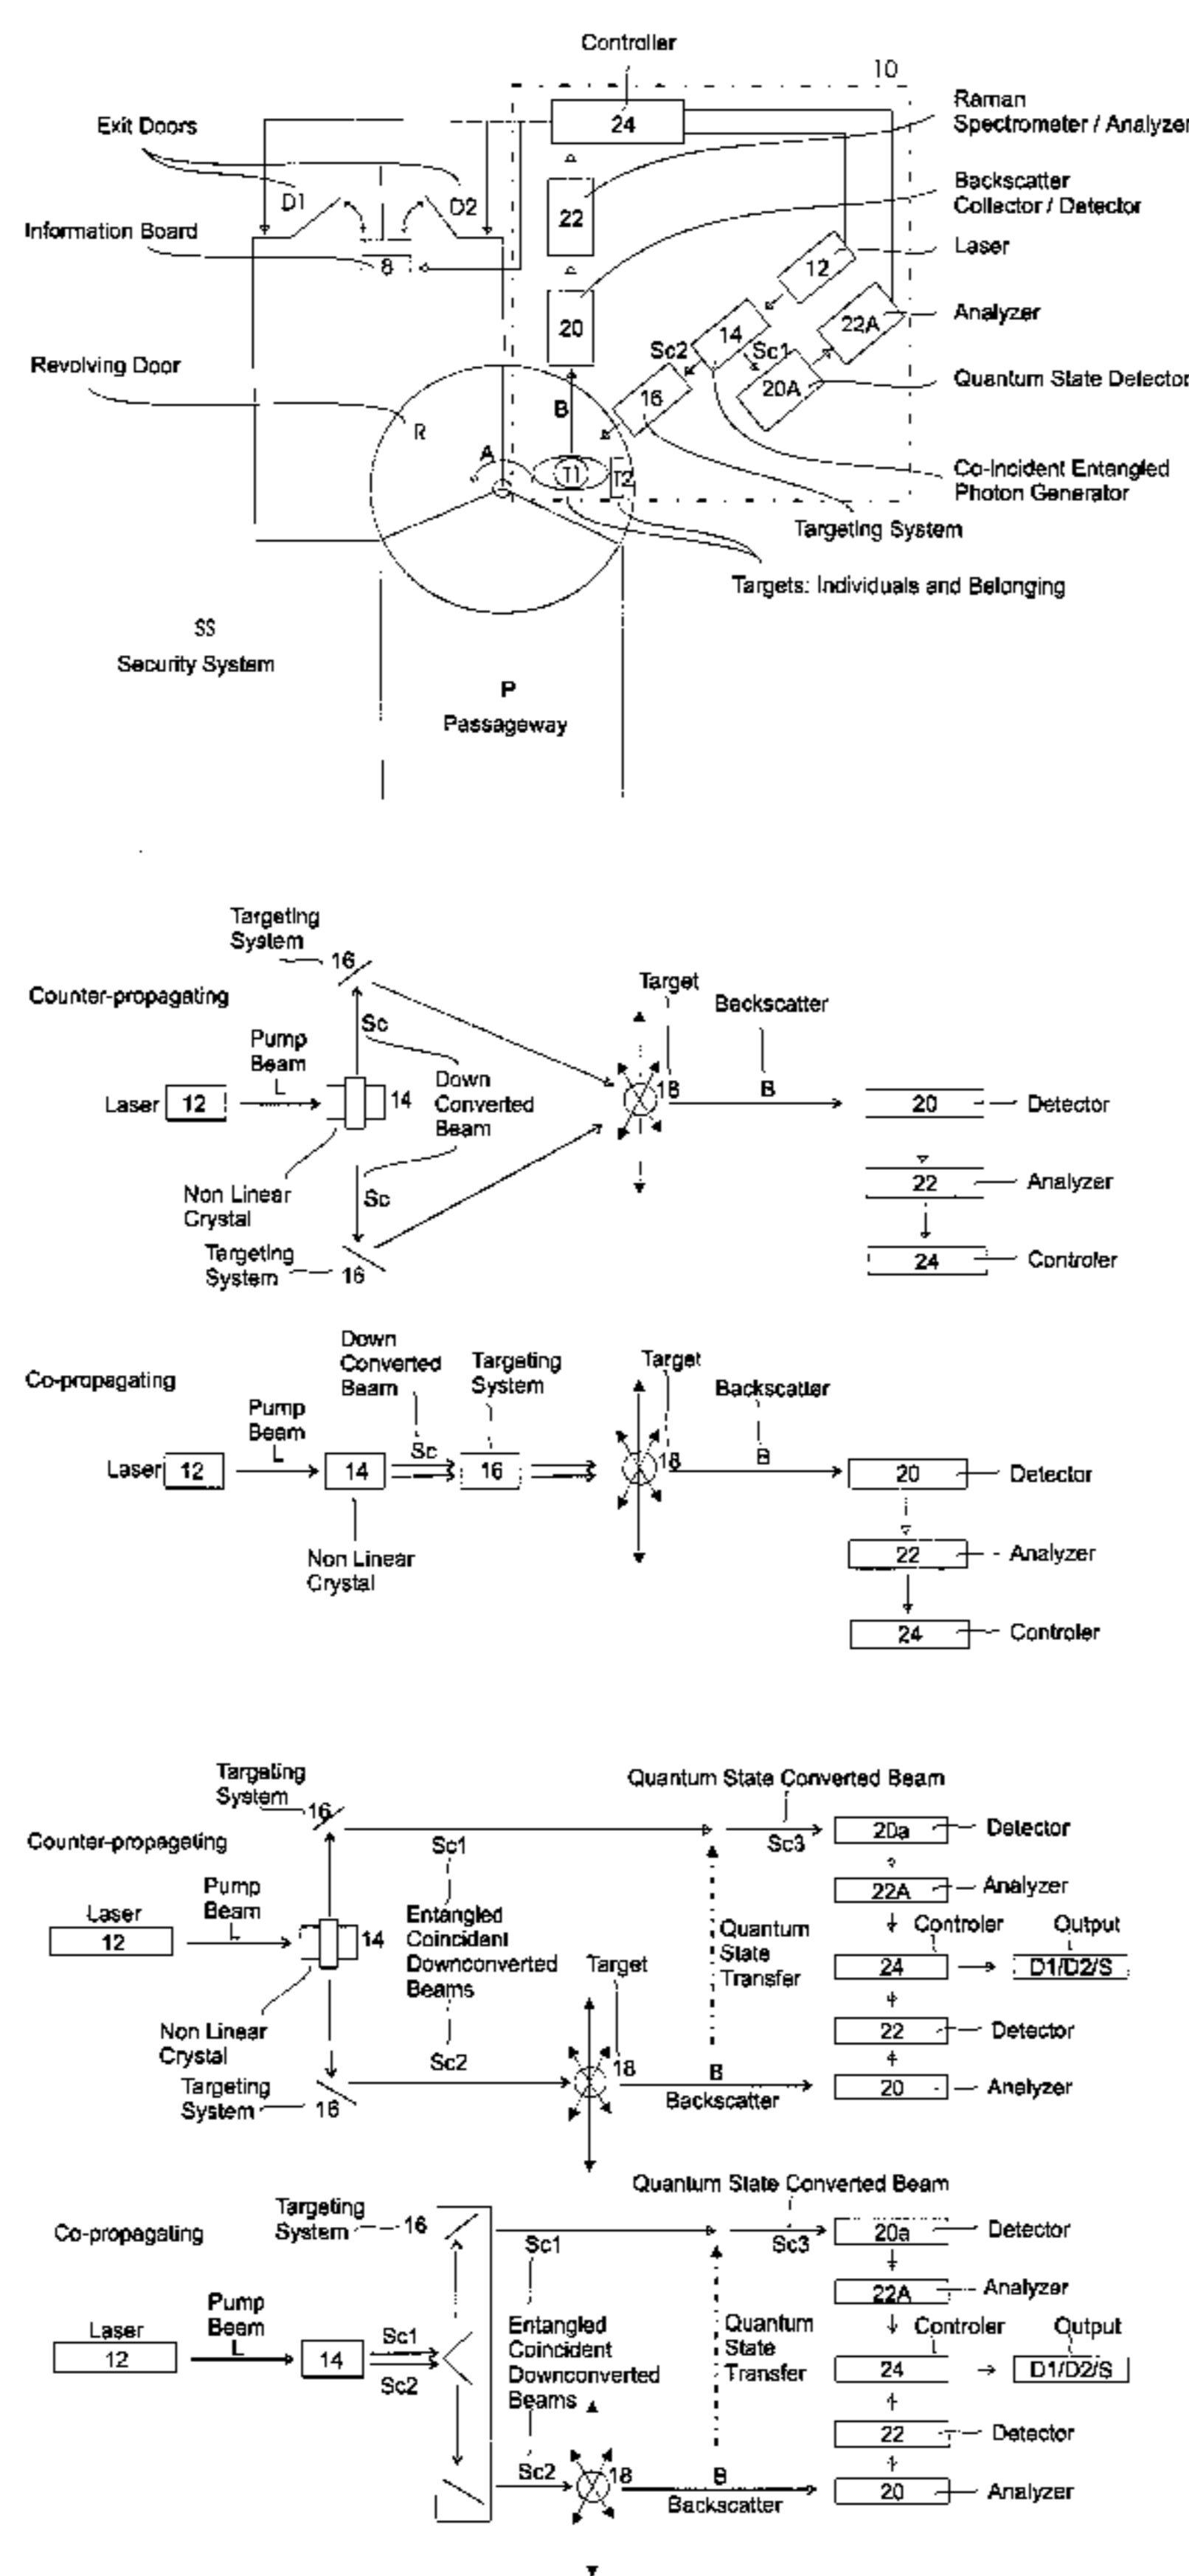 Controller
10
24
Raman
Spectrometer / Analyzer
Exit Doors
D1
D2
22
Backscatter
Collector / Detector
Information Board
8
12
Laser
20
14
22A
Analyzer
Sc2
Sc1
Revolving Door
16
20A
Quantum State Detector
B
R
A
T1
T2
Co-Incident Entangled
Photon Generator
Targeting System
Targets: Individuals and Belonging
SS
Security System
P
Passageway
Targeting
System
16
Counter-propagating
Target
Backscatter
Sc
Pump
Beam
L
Down
Converted
Beam
Laser
12
14
18
B
20
Detector
Non Linear
Crystal
Sc
22
Analyzer
Targeting
System
16
24
Controler
Down
Converted
Beam
Targeting
System
Target
Co-propagating
Backscatter
Pump
Beam
L
Sc
Laser
12
14
16
18
B
20
Detector
Non Linear
Crystal
22
Analyzer
24
Controler
Targeting
System
16
Quantum State Converted Beam
Counter-propagating
Sc1
Sc3
20a
Detector
Pump
Beam
L
22A
Analyzer
Laser
12
14
Entangled
Coincident
Downconverted
Beams
Target
Quantum
State
Transfer
Controler
Output
24
D1/D2/S
Non Linear
Crystal
22
Detector
Sc2
18
B
Targeting
System
16
Backscatter
20
Analyzer
Quantum State Converted Beam
Targeting
System
16
Co-propagating
Sc1
Sc3
20a
Detector
22A
Analyzer
Pump
Beam
L
Laser
12
14
Sc1
Sc2
Entangled
Coincident
Downconverted
Beams
Quantum
State
Transfer
Controler
Output
24
D1/D2/S
22
Detector
Sc2
18
B
Backscatter
20
Analyzer